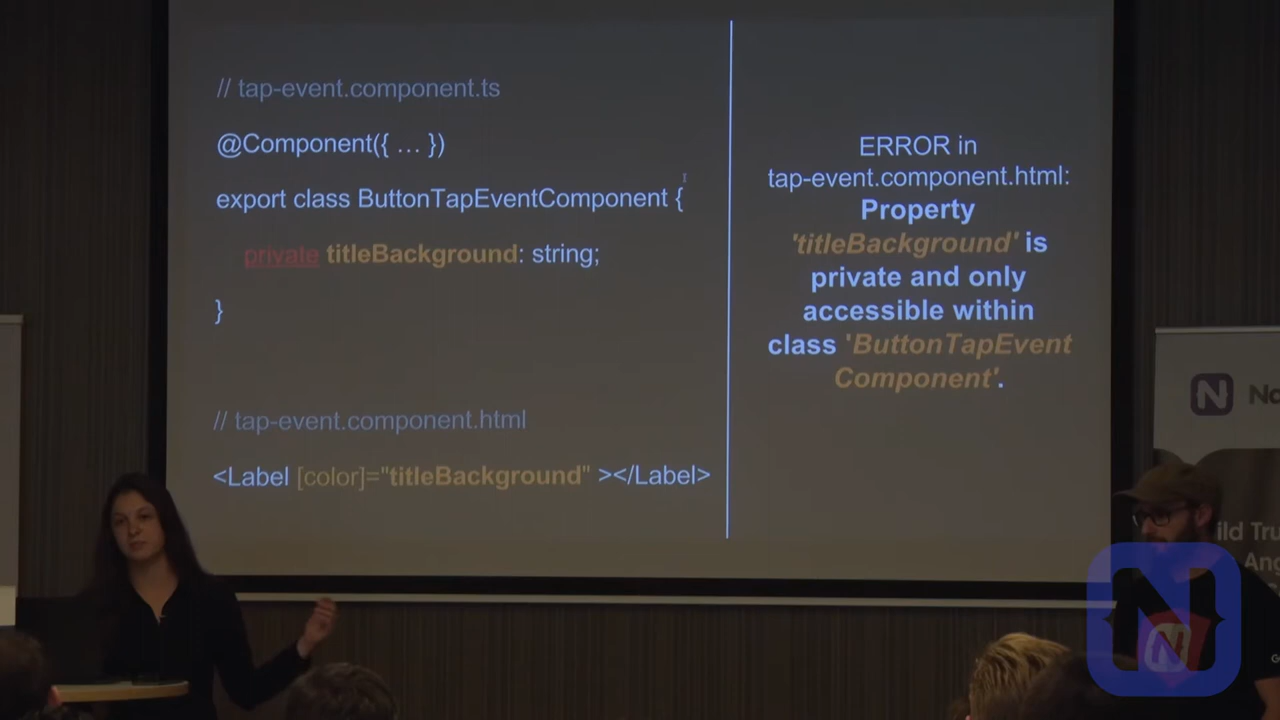 // tap-event.component.ts
@Component({ … })
export class ButtonTapEventComponent {
private titleBackground: string;
}
// tap-event.component.html
<Label [color]="titleBackground" ></Label>
ERROR in
tap-event.component.html:
Property
'titleBackground' is
private and only
accessible within
class 'ButtonTapEvent
Component'.
N
N
N